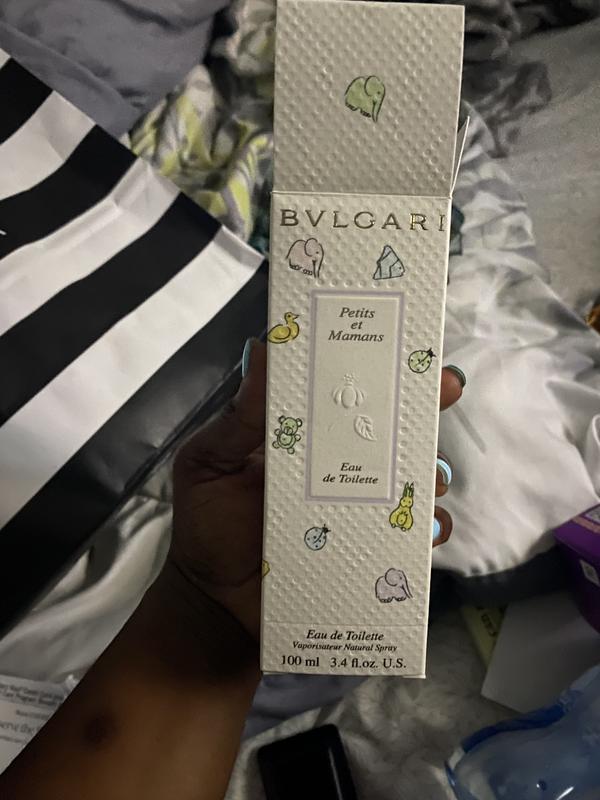 BVLGARI
Petits
et
Mamans
Eau
de Toilette
Eau de Toilette
Vaporisateur Natural Spray
100 ml 3.4 fl.oz. U.S.